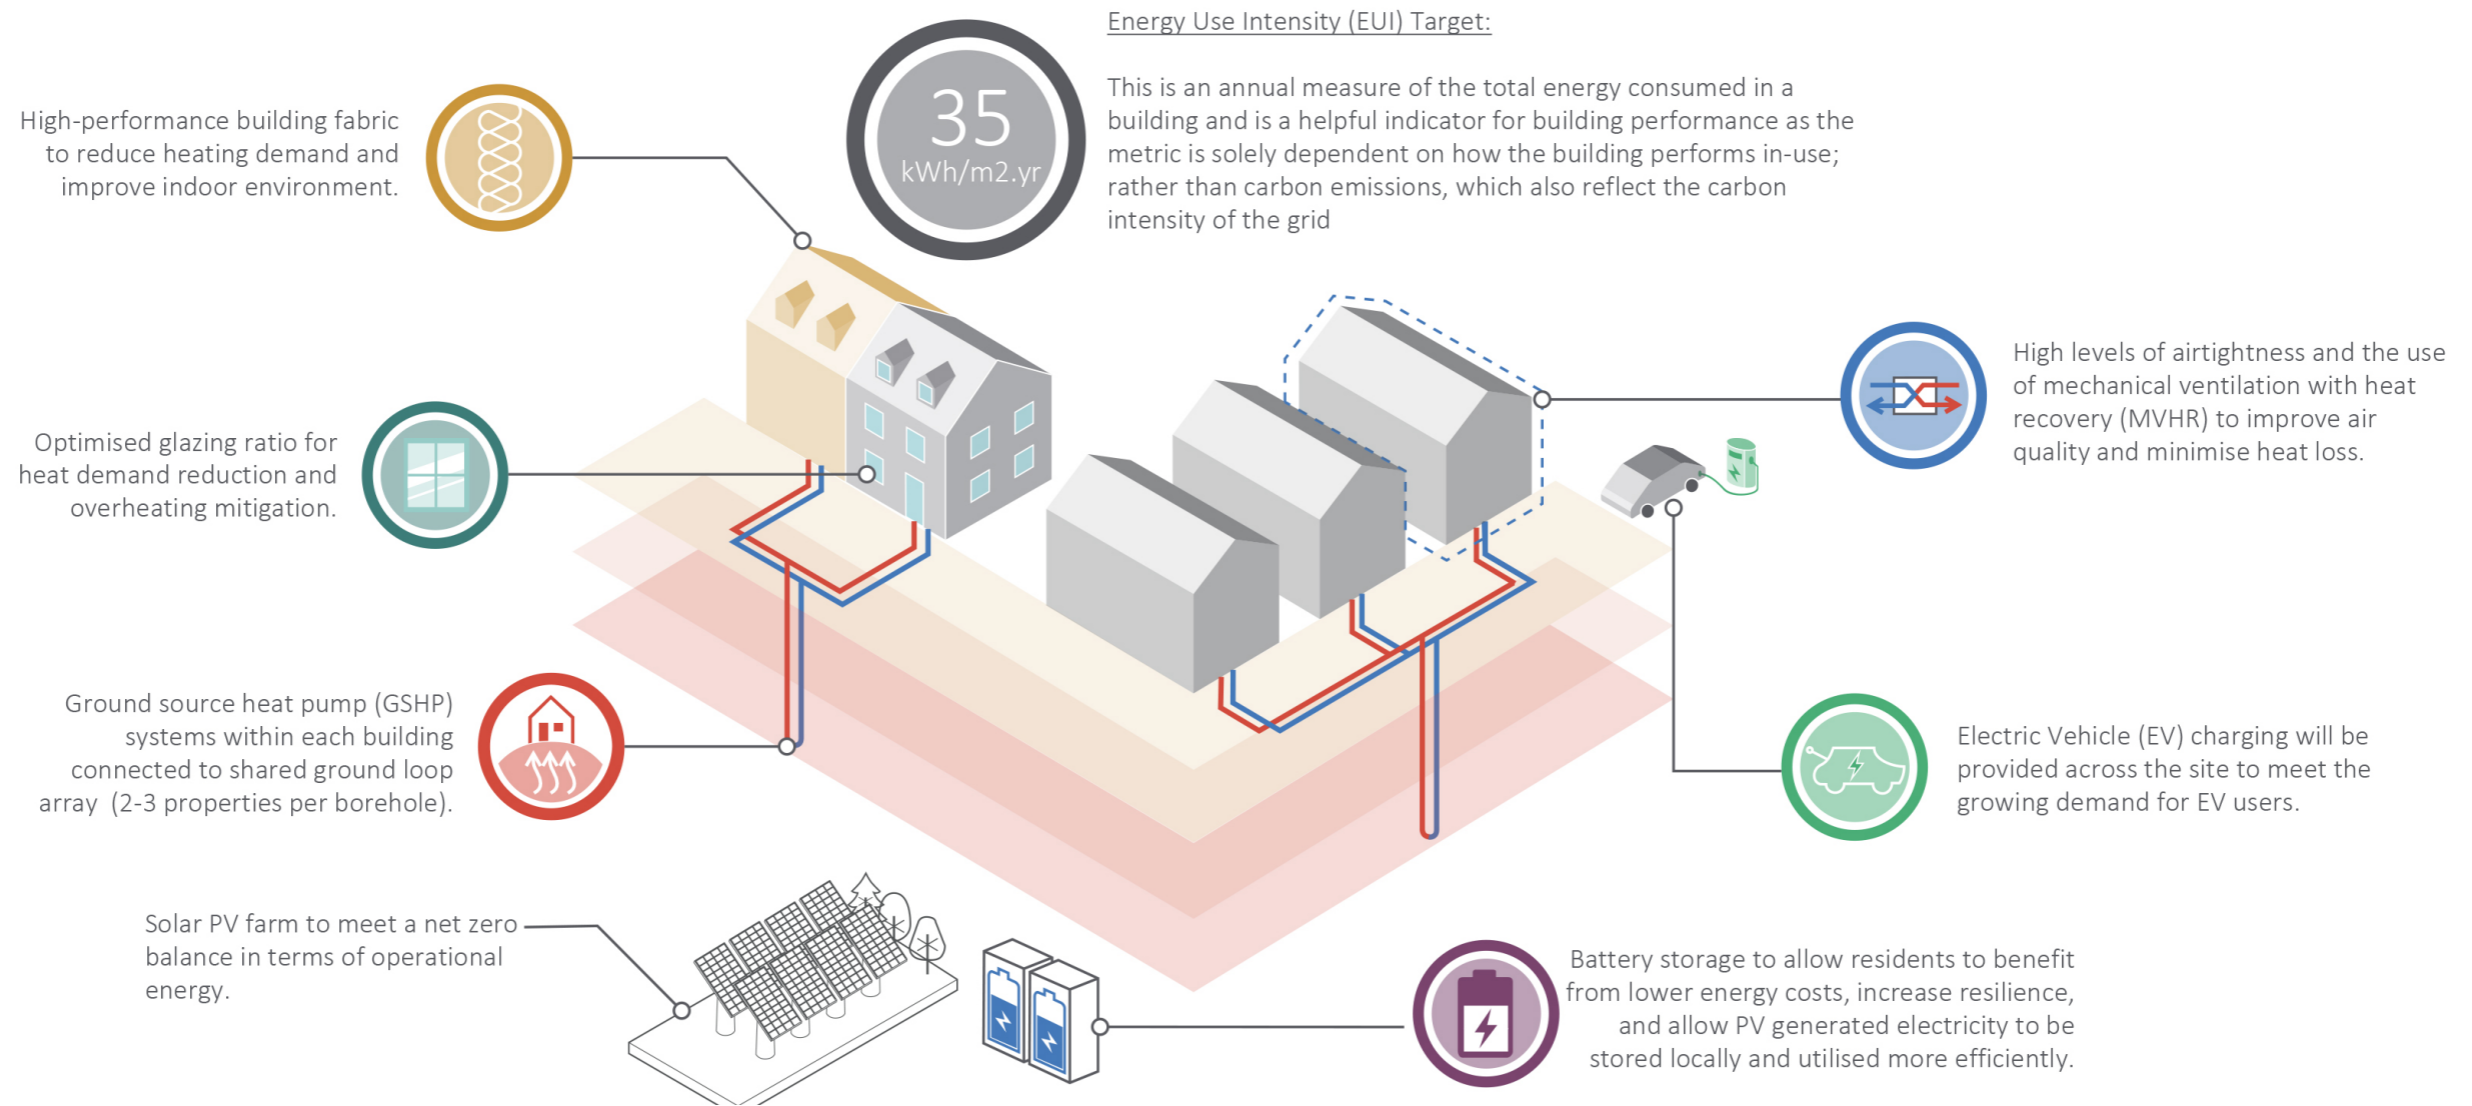 Energy Use Intensity (EUI) Target:
This is an annual measure of the total energy consumed in a
building and is a helpful indicator for building performance as the
metric is solely dependent on how the building performs in-use;
rather than carbon emissions, which also reflect the carbon
intensity of the grid
35
kWh/m2.yr
High-performance building fabric
to reduce heating demand and
improve indoor environment.
Optimised glazing ratio for
heat demand reduction and
overheating mitigation.
High levels of airtightness and the use
of mechanical ventilation with heat
recovery (MVHR) to improve air
quality and minimise heat loss.
Ground source heat pump (GSHP)
systems within each building
connected to shared ground loop
array (2-3 properties per borehole).
Electric Vehicle (EV) charging will be
provided across the site to meet the
growing demand for EV users.
Solar PV farm to meet a net zero
balance in terms of operational
energy.
Battery storage to allow residents to benefit
from lower energy costs, increase resilience,
and allow PV generated electricity to be
stored locally and utilised more efficiently.